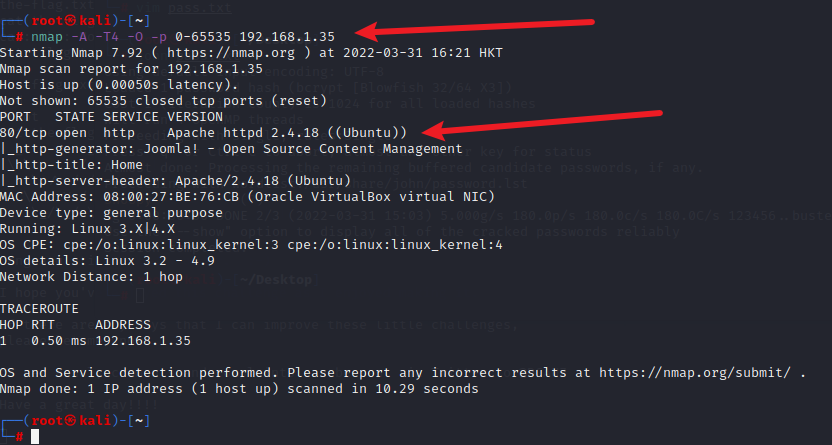 the-flag.txt pass.txt
┌──(root㉿kali)-[~]
└─# nmap -A -T4 -O -p 0-65535 192.168.1.35
Starting Nmap 7.92 ( https://nmap.org ) at 2022-03-31 16:21 HKT
Nmap scan report for 192.168.1.35
Host is up (0.00050s latency).
Not shown: 65535 closed tcp ports (reset)
PORT   STATE SERVICE VERSION
80/tcp open  http    Apache httpd 2.4.18 ((Ubuntu))
|_http-generator: Joomla! - Open Source Content Management
|_http-title: Home
|_http-server-header: Apache/2.4.18 (Ubuntu)
MAC Address: 08:00:27:BE:76:CB (Oracle VirtualBox virtual NIC)
Device type: general purpose
Running: Linux 3.X|4.X
OS CPE: cpe:/o:linux:linux_kernel:3 cpe:/o:linux:linux_kernel:4
OS details: Linux 3.2 - 4.9
Network Distance: 1 hop
TRACEROUTE
HOP RTT     ADDRESS
1   0.50 ms 192.168.1.35
OS and Service detection performed. Please report any incorrect results at https://nmap.org/submit/ .
Nmap done: 1 IP address (1 host up) scanned in 10.29 seconds
Have a great day!!!!
┌──(root㉿kali)-[~]
└─#